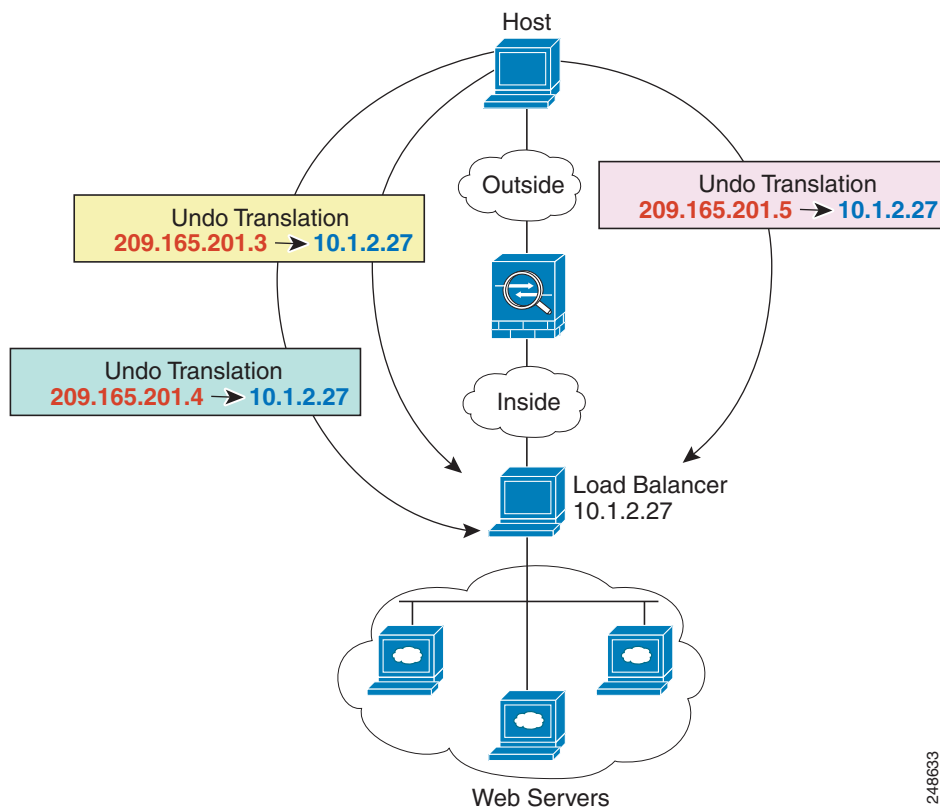 Host
Outside
Undo Translation
209.165.201.3 → 10.1.2.27
Undo Translation
209.165.201.5 → 10.1.2.27
Undo Translation
209.165.201.4 → 10.1.2.27
Inside
Load Balancer
10.1.2.27
Web Servers
248633